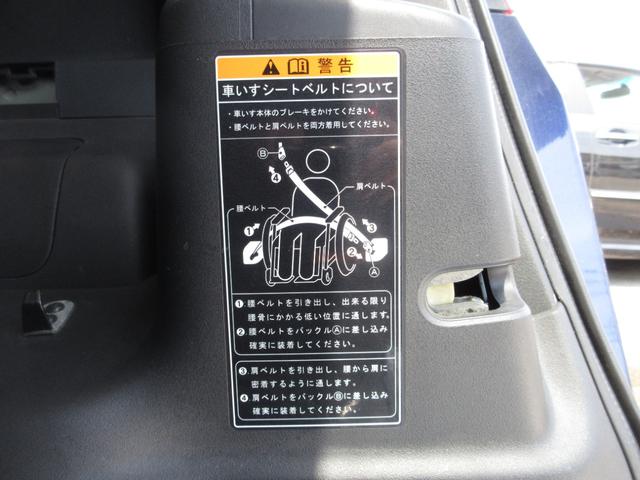 警告
車いすシートベルトについて
・車いす本体のブレーキをかけてください。
・腰ベルトと肩ベルトを両方着用してください。
Ⓑ
❹
肩ベルト
腰ベルト
❶
❸
❷
Ⓐ
❶.腰ベルトを引き出し、出来る限り
腰骨にかかる低い位置に通します。
❷.腰ベルトをバックルⒶに差し込み
確実に装着してください。
❸.肩ベルトを引き出し、腰から肩に
密着するように通します。
❹.肩ベルトをバックルⒷに差し込み
確実に装着してください。